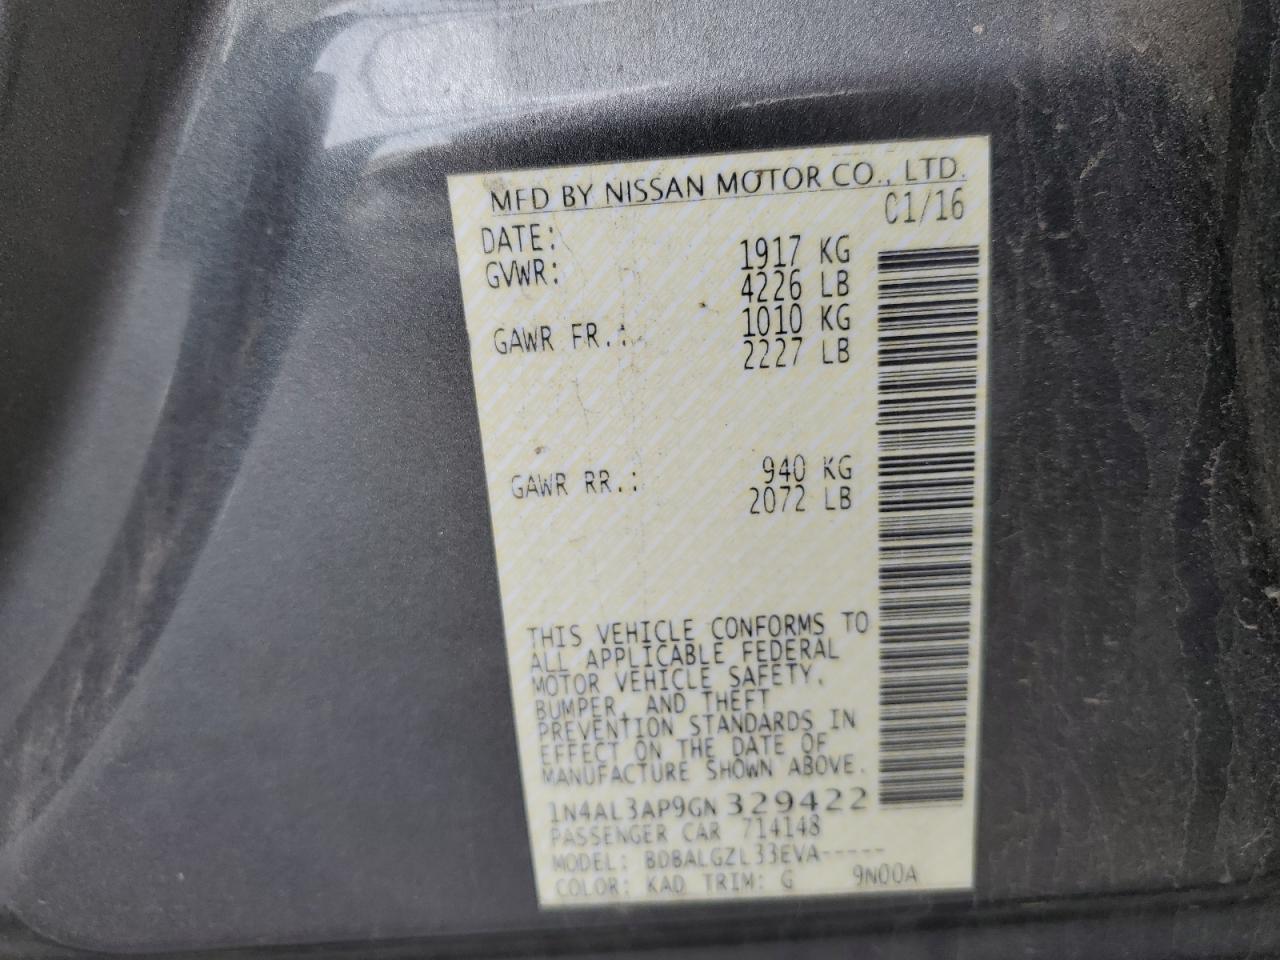 MFD BY NISSAN MOTOR CO., LTD.
DATE: 01/16
GVWR: 1917 KG
4226 LB
GAWR FR.: 1010 KG
2227 LB
GAWR RR.: 940 KG
2072 LB
THIS VEHICLE CONFORMS TO
ALL APPLICABLE FEDERAL
MOTOR VEHICLE SAFETY,
BUMPER, AND THEFT
PREVENTION STANDARDS IN
EFFECT ON THE DATE OF
MANUFACTURE SHOWN ABOVE.
1N4AL3AP9GN 329422
PASSENGER CAR 714148
MODEL: BDBALGZL33EVA-----
COLOR: KAD TRIM: G 9N00A